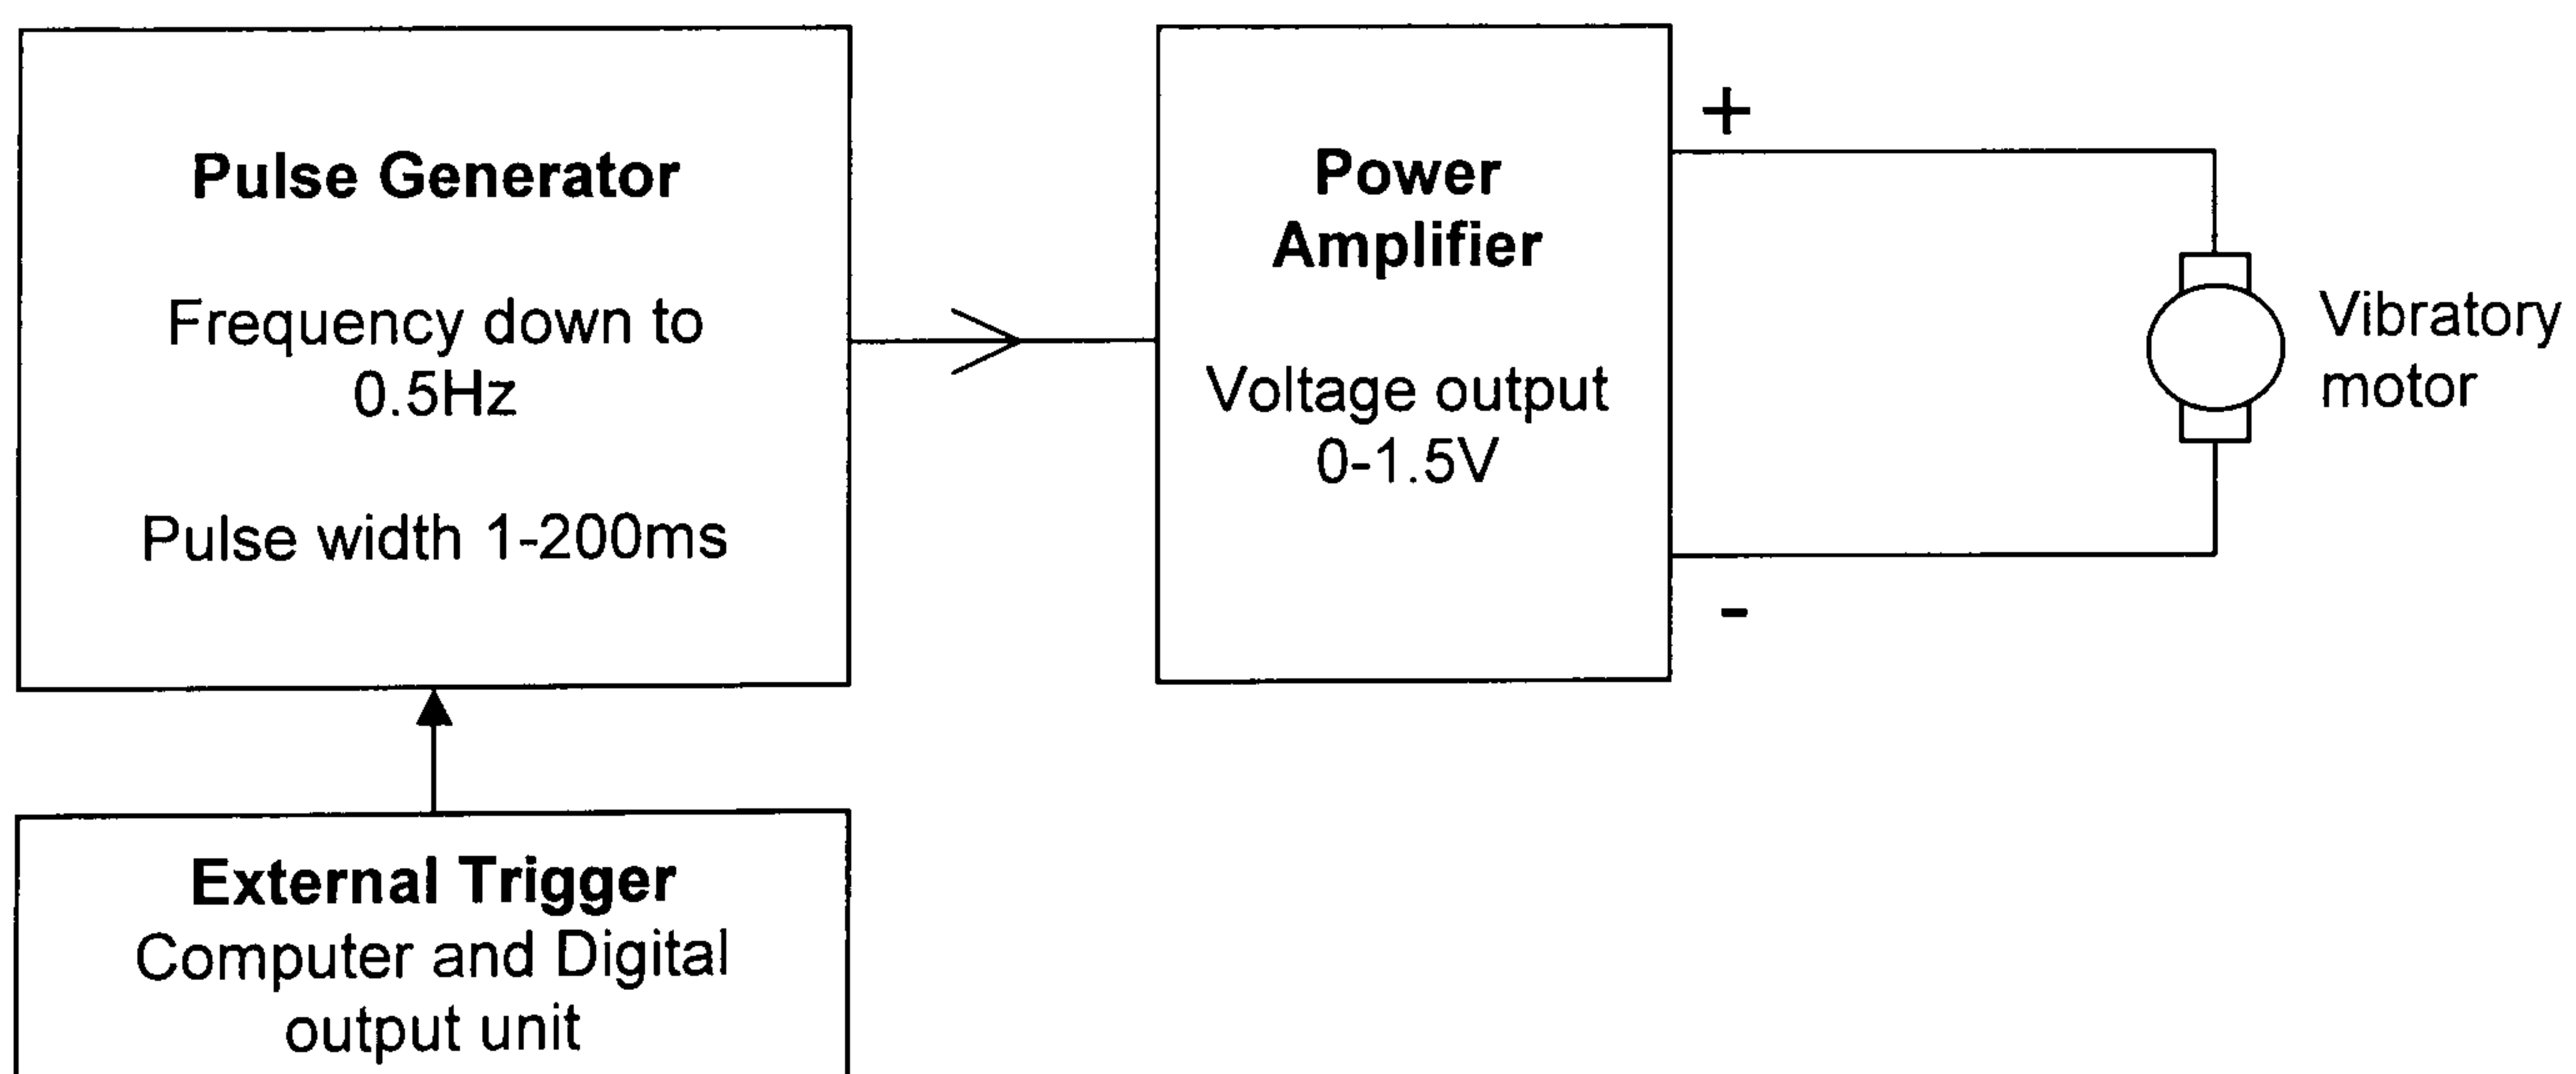 Pulse Generator
Frequency down to
0.5Hz
Pulse width 1-200ms
Power
Amplifier
Voltage output
0-1.5V
+
-
Vibratory
motor
External Trigger
Computer and Digital
output unit